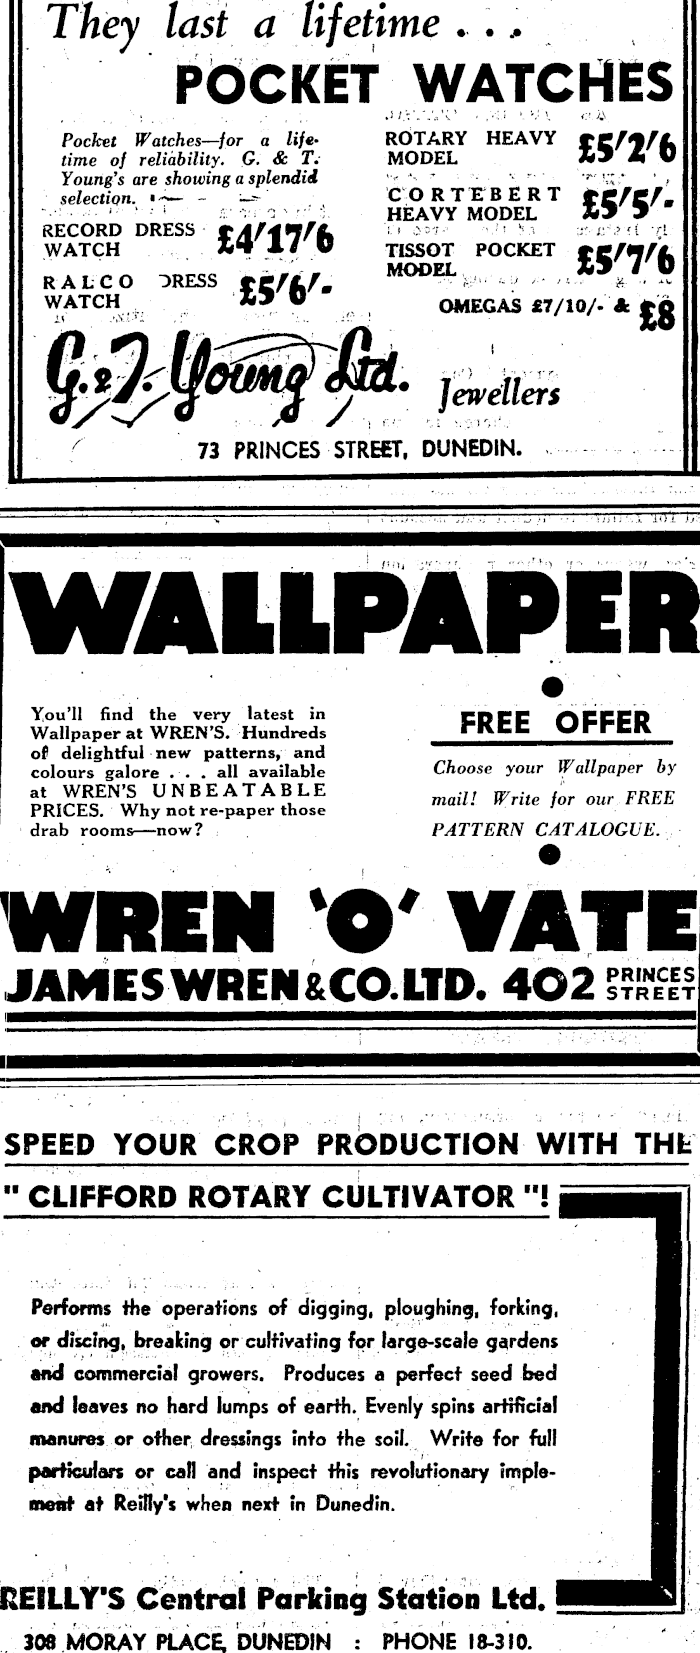 They last a lifetime . . .
POCKET WATCHES
Pocket Watches—for a life-
time of reliability. G. & T.
Young's are showing a splendid
selection.
RECORD DRESS WATCH £4'17'6
RALCO DRESS WATCH £5'6'-
ROTARY HEAVY MODEL £5'2'6
CORTEBERT HEAVY MODEL £5'5'-
TISSOT POCKET MODEL £5'7'6
OMEGAS £7/10/- & £8
G. & T. Young Ltd. Jewellers
73 PRINCES STREET, DUNEDIN.
WALLPAPER
You'll find the very latest in
Wallpaper at WREN'S. Hundreds
of delightful new patterns, and
colours galore . . . all available
at WREN'S UNBEATABLE
PRICES. Why not re-paper those
drab rooms—now?
FREE OFFER
Choose your Wallpaper by
mail! Write for our FREE
PATTERN CATALOGUE.
WREN 'O' VATE
JAMES WREN & CO. LTD. 402 PRINCES STREET
SPEED YOUR CROP PRODUCTION WITH THE
" CLIFFORD ROTARY CULTIVATOR "!
Performs the operations of digging, ploughing, forking,
or discing, breaking or cultivating for large-scale gardens
and commercial growers. Produces a perfect seed bed
and leaves no hard lumps of earth. Evenly spins artificial
manures or other dressings into the soil. Write for full
particulars or call and inspect this revolutionary imple-
ment at Reilly's when next in Dunedin.
REILLY'S Central Parking Station Ltd.
308 MORAY PLACE, DUNEDIN : PHONE 18-310.